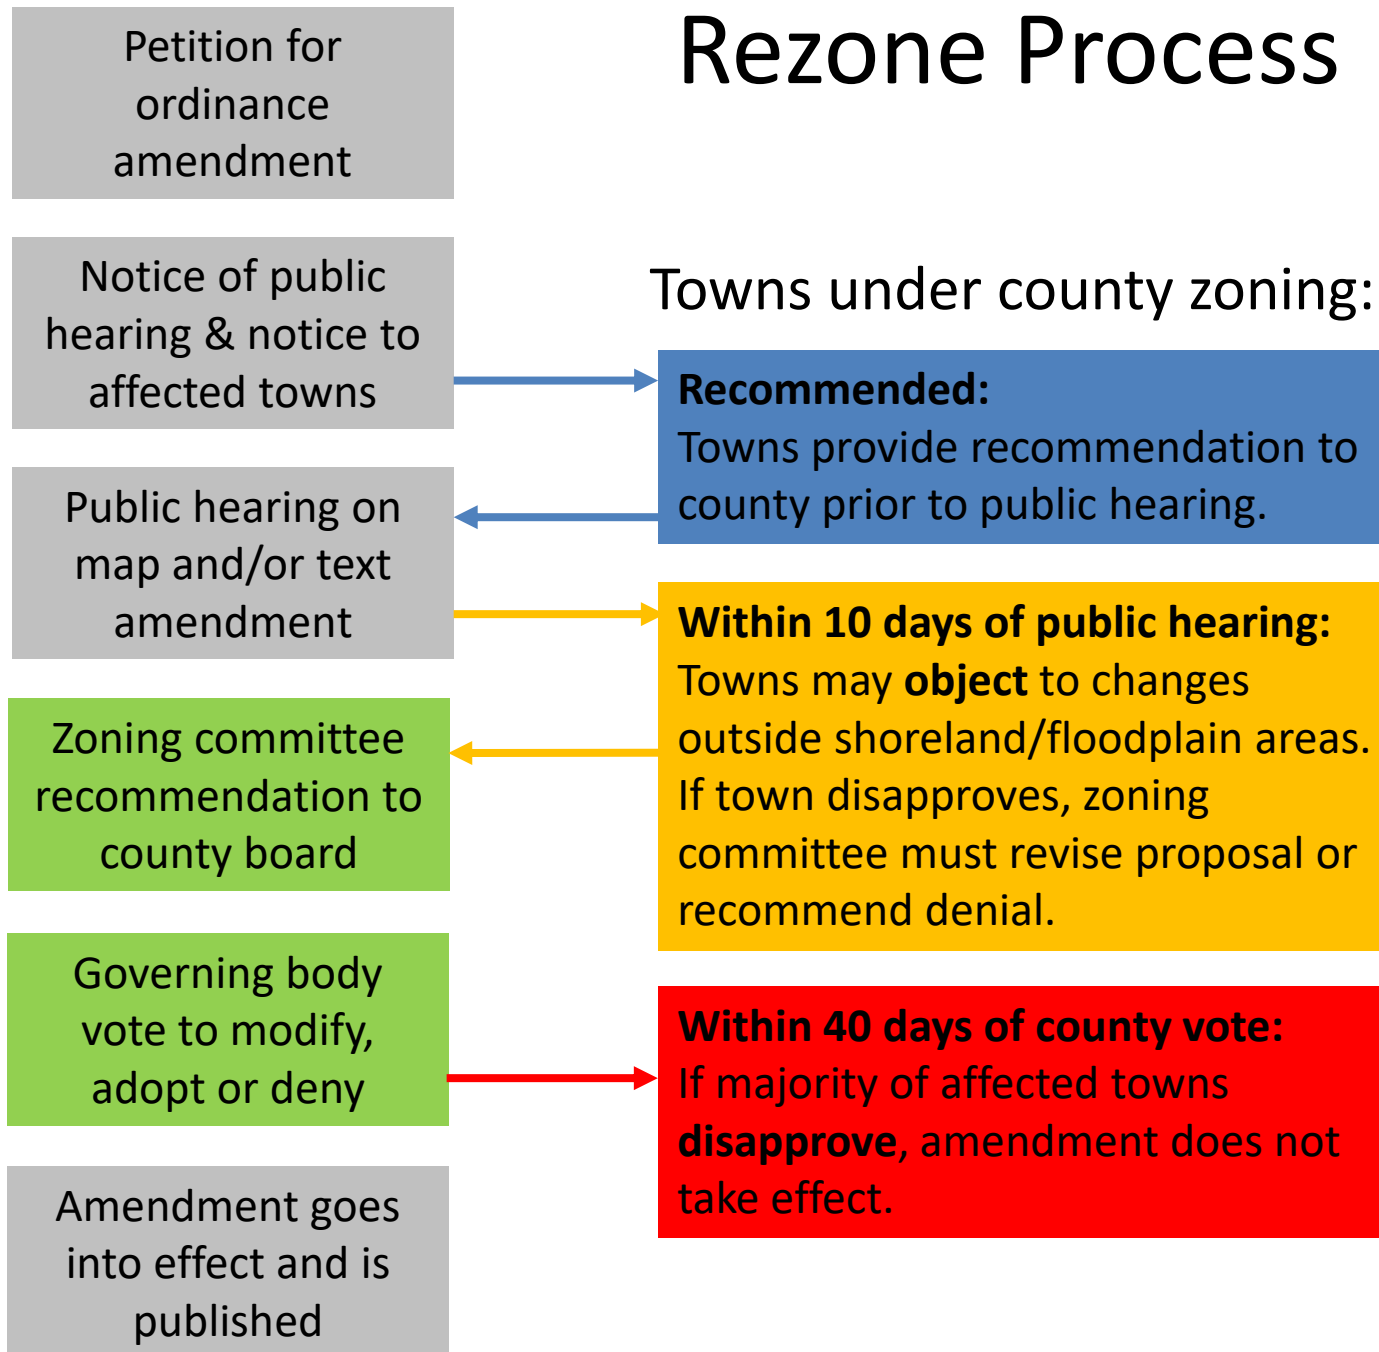 Rezone Process
Petition for
ordinance
amendment
Notice of public
hearing & notice to
affected towns
Public hearing on
map and/or text
amendment
Zoning committee
recommendation to
county board
Governing body
vote to modify,
adopt or deny
Amendment goes
into effect and is
published
Towns under county zoning:
Recommended:
Towns provide recommendation to
county prior to public hearing.
Within 10 days of public hearing:
Towns may object to changes
outside shoreland/floodplain areas.
If town disapproves, zoning
committee must revise proposal or
recommend denial.
Within 40 days of county vote:
If majority of affected towns
disapprove, amendment does not
take effect.